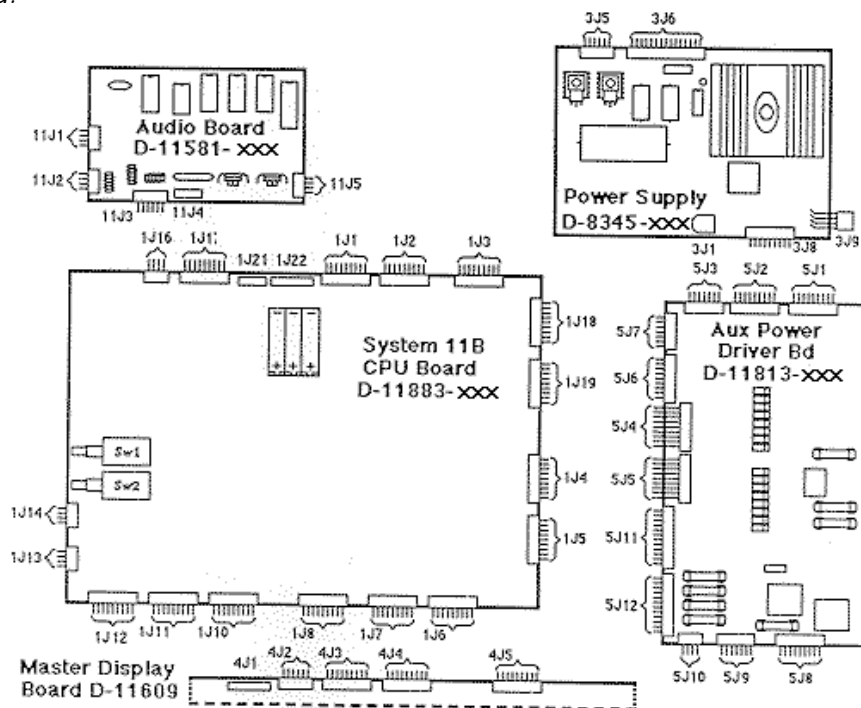 3J5
3J6
Audio Board
D-11581-XXX
11J1
11J2
11J3
11J4
11J5
Power Supply
D-8345-XXX
3J1
3J8
3J9
1J16
1J21
1J22
1J1
1J2
1J3
5J3
5J2
5J1
System 11B
CPU Board
D-11883-XXX
1J18
1J19
1J4
1J5
Sw1
Sw2
1J14
1J13
1J12
1J11
1J10
1J8
1J7
1J6
Aux Power
Driver Bd
D-11813-XXX
5J7
5J6
5J4
5J5
5J11
5J12
5J10
5J9
5J8
Master Display
Board D-11609
4J1
4J2
4J3
4J4
4J5